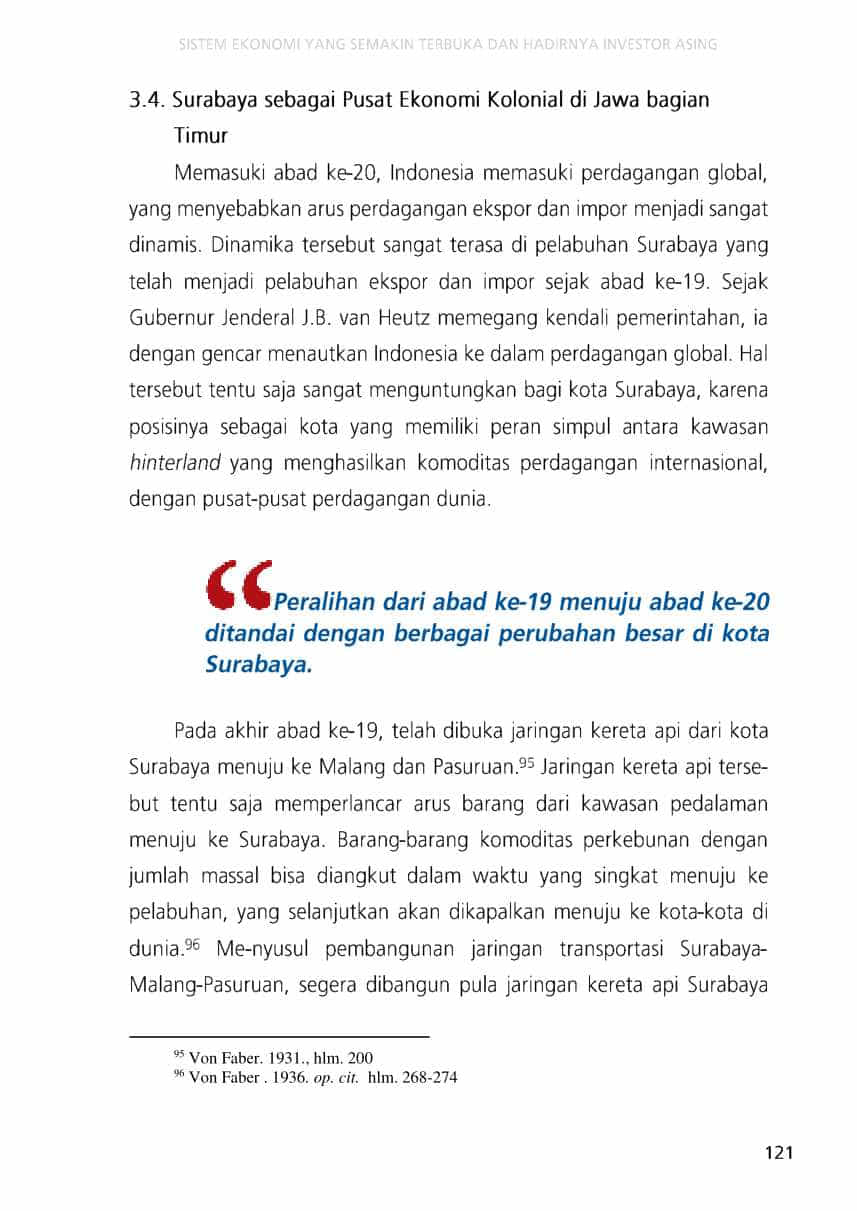 SISTEM EKONOMI YANG SEMAKIN TERBUKA DAN HADIRNYA INVESTOR ASING
3.4. Surabaya sebagai Pusat Ekonomi Kolonial di Jawa bagian
Timur
Memasuki abad ke-20, Indonesia memasuki perdagangan global,
yang menyebabkan arus perdagangan ekspor dan impor menjadi sangat
dinamis. Dinamika tersebut sangat terasa di pelabuhan Surabaya yang
telah menjadi pelabuhan ekspor dan impor sejak abad ke-19. Sejak
Gubernur Jenderal J.B. van Heutz memegang kendali pemerintahan, ia
dengan gencar menautkan Indonesia ke dalam perdagangan global. Hal
tersebut tentu saja sangat menguntungkan bagi kota Surabaya, karena
posisinya sebagai kota yang memiliki peran simpul antara kawasan
hinterland yang menghasilkan komoditas perdagangan internasional,
dengan pusat-pusat perdagangan dunia.
“Peralihan dari abad ke-19 menuju abad ke-20
ditandai dengan berbagai perubahan besar di kota
Surabaya.
Pada akhir abad ke-19, telah dibuka jaringan kereta api dari kota
Surabaya menuju ke Malang dan Pasuruan.⁹⁵ Jaringan kereta api terse-
but tentu saja memperlancar arus barang dari kawasan pedalaman
menuju ke Surabaya. Barang-barang komoditas perkebunan dengan
jumlah massal bisa diangkut dalam waktu yang singkat menuju ke
pelabuhan, yang selanjutkan akan dikapalkan menuju ke kota-kota di
dunia.⁹⁶ Me-nyusul pembangunan jaringan transportasi Surabaya-
Malang-Pasuruan, segera dibangun pula jaringan kereta api Surabaya
⁹⁵ Von Faber. 1931., hlm. 200
⁹⁶ Von Faber . 1936. op. cit. hlm. 268-274
121